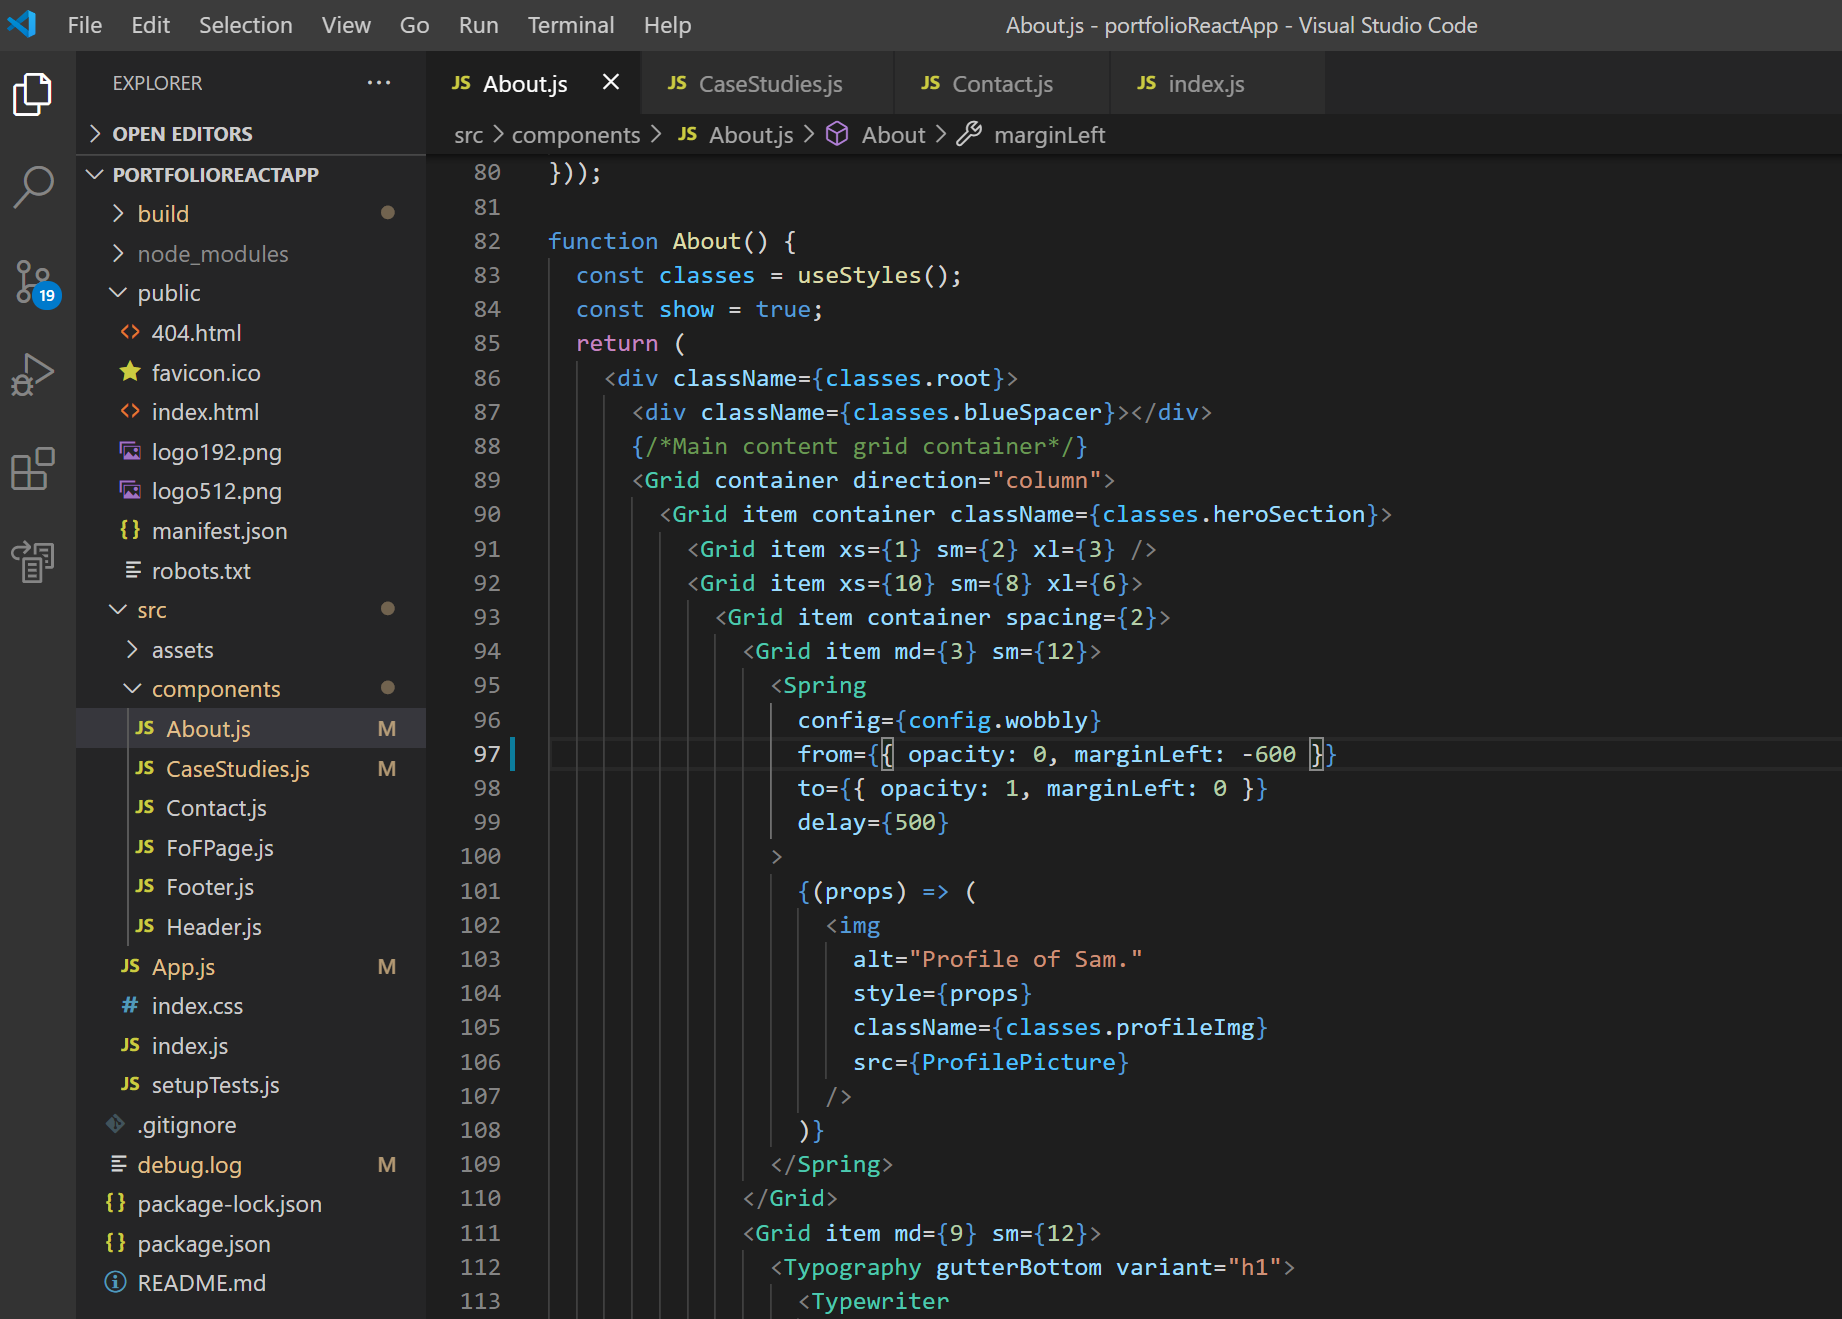 File Edit Selection View Go Run Terminal Help About.js - portfolioReactApp - Visual Studio Code
EXPLORER ···
OPEN EDITORS
PORTFOLIOREACTAPP
build
node_modules
public
<> 404.html
favicon.ico
<> index.html
logo192.png
logo512.png
{} manifest.json
robots.txt
src
assets
components
JS About.js M
JS CaseStudies.js M
JS Contact.js
JS FoFPage.js
JS Footer.js
JS Header.js
JS App.js M
# index.css
JS index.js
JS setupTests.js
.gitignore
debug.log M
{} package-lock.json
{} package.json
README.md
19
JS About.js × JS CaseStudies.js JS Contact.js JS index.js
src > components > JS About.js > About > marginLeft
80 }));
81
82 function About() {
83 const classes = useStyles();
84 const show = true;
85 return (
86 <div className={classes.root}>
87 <div className={classes.blueSpacer}></div>
88 {/*Main content grid container*/}
89 <Grid container direction="column">
90 <Grid item container className={classes.heroSection}>
91 <Grid item xs={1} sm={2} xl={3} />
92 <Grid item xs={10} sm={8} xl={6}>
93 <Grid item container spacing={2}>
94 <Grid item md={3} sm={12}>
95 <Spring
96 config={config.wobbly}
97 from={{ opacity: 0, marginLeft: -600 }}
98 to={{ opacity: 1, marginLeft: 0 }}
99 delay={500}
100 >
101 {(props) => (
102 <img
103 alt="Profile of Sam."
104 style={props}
105 className={classes.profileImg}
106 src={ProfilePicture}
107 />
108 )}
109 </Spring>
110 </Grid>
111 <Grid item md={9} sm={12}>
112 <Typography gutterBottom variant="h1">
113 <Typewriter